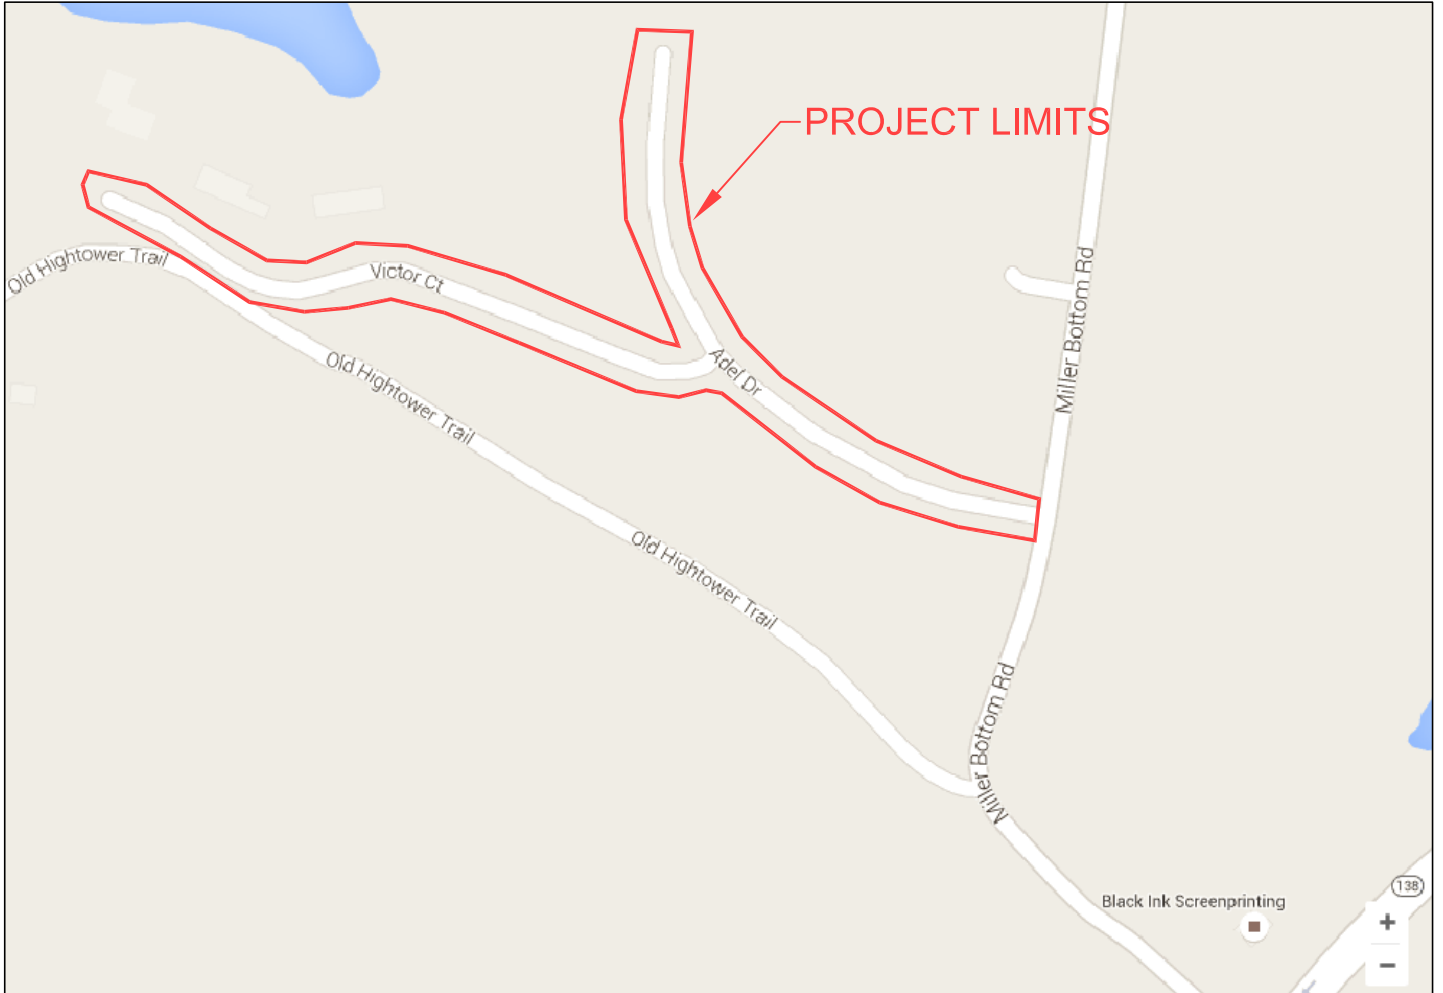 PROJECT LIMITS
Old Hightower Trail
Victor Ct
Miller Bottom Rd
Old Hightower Trail
Adel Dr
Old Hightower Trail
Miller Bottom Rd
Miller
138
Black Ink Screenprinting
+
−